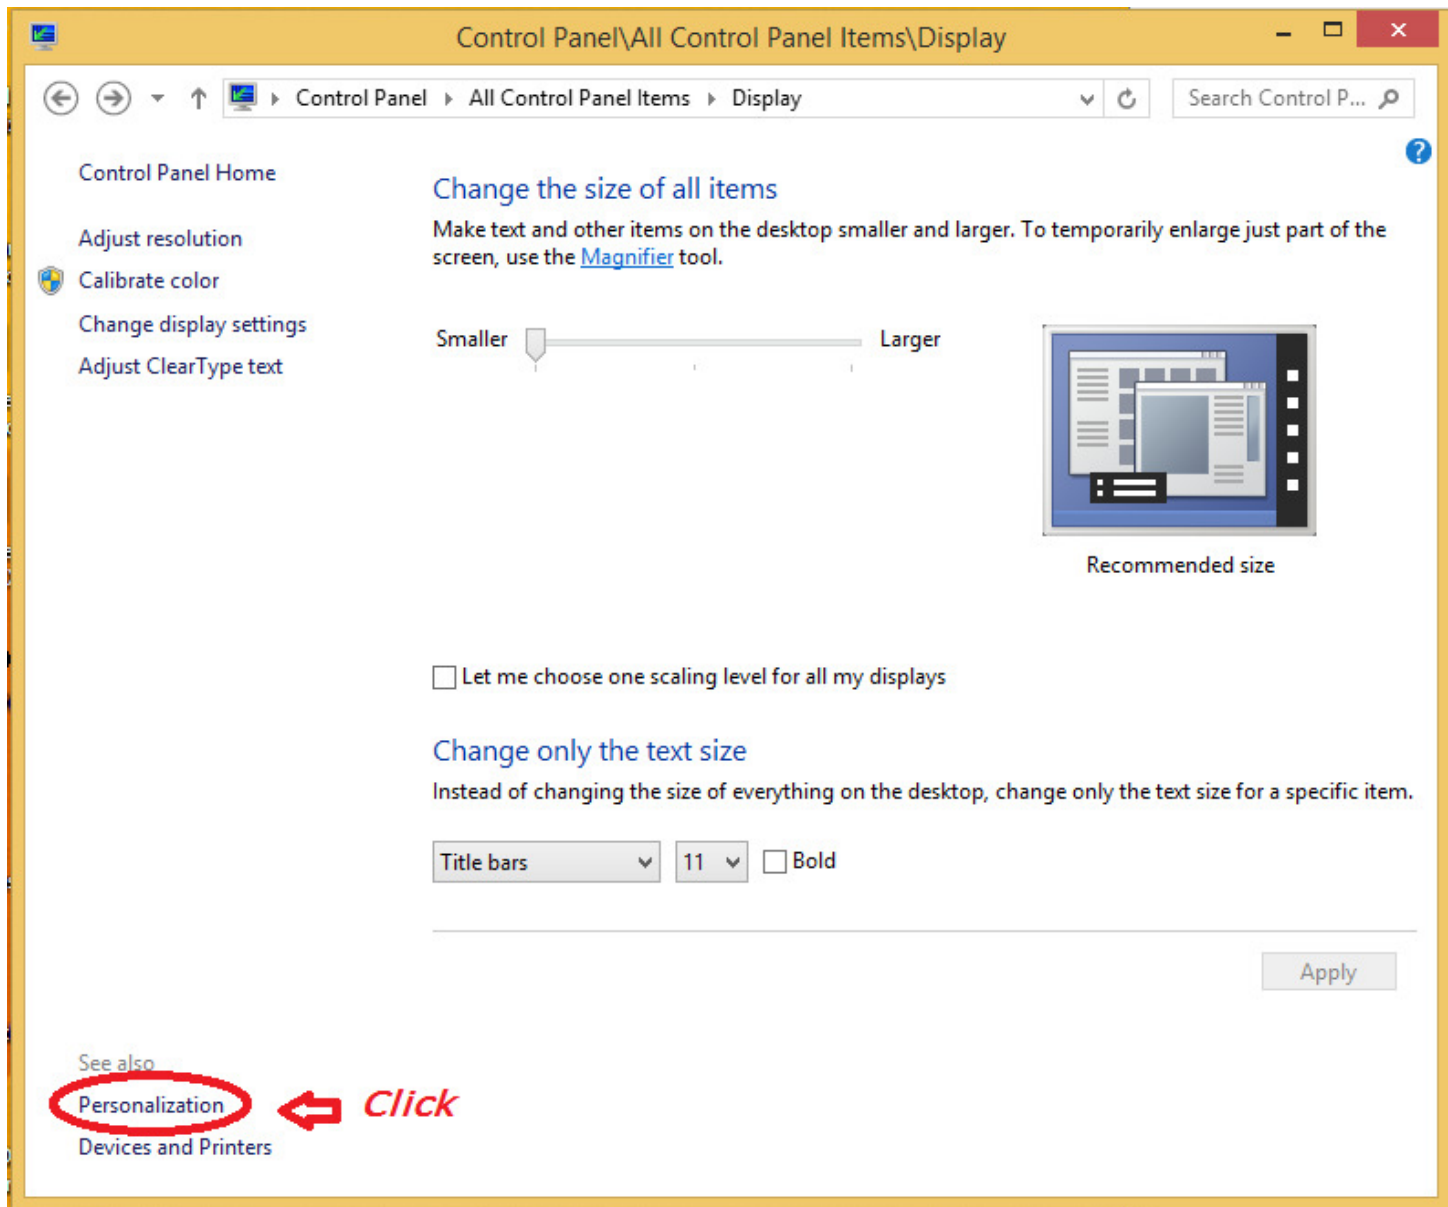 Control Panel\All Control Panel Items\Display
Control Panel All Control Panel Items Display
Search Control P...
Control Panel Home
Adjust resolution
Calibrate color
Change display settings
Adjust ClearType text
Change the size of all items
Make text and other items on the desktop smaller and larger. To temporarily enlarge just part of the
screen, use the Magnifier tool.
Smaller Larger
Recommended size
Let me choose one scaling level for all my displays
Change only the text size
Instead of changing the size of everything on the desktop, change only the text size for a specific item.
Title bars 11 Bold
Apply
See also
Personalization Click
Devices and Printers